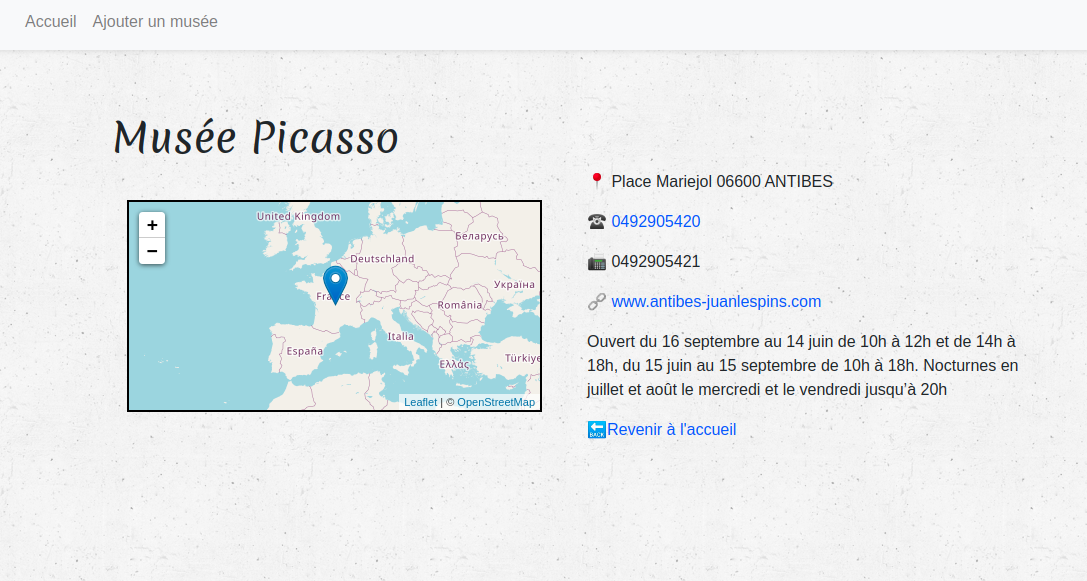 Accueil Ajouter un musée
Musée Picasso
+
−
United Kingdom
Беларусь
Deutschland
Україна
France
România
Italia
España
Türkiye
Ελλάς
Leaflet | © OpenStreetMap
Place Mariejol 06600 ANTIBES
0492905420
0492905421
www.antibes-juanlespins.com
Ouvert du 16 septembre au 14 juin de 10h à 12h et de 14h à
18h, du 15 juin au 15 septembre de 10h à 18h. Nocturnes en
juillet et août le mercredi et le vendredi jusqu’à 20h
BACK Revenir à l'accueil